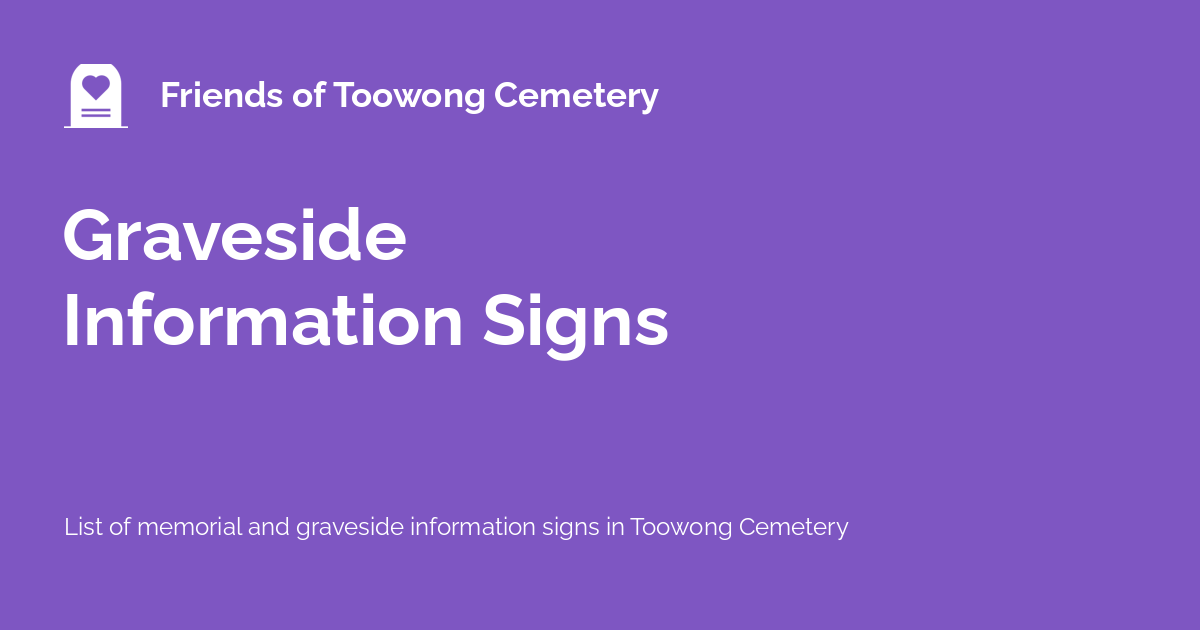 Friends of Toowong Cemetery
Graveside
Information Signs
List of memorial and graveside information signs in Toowong Cemetery